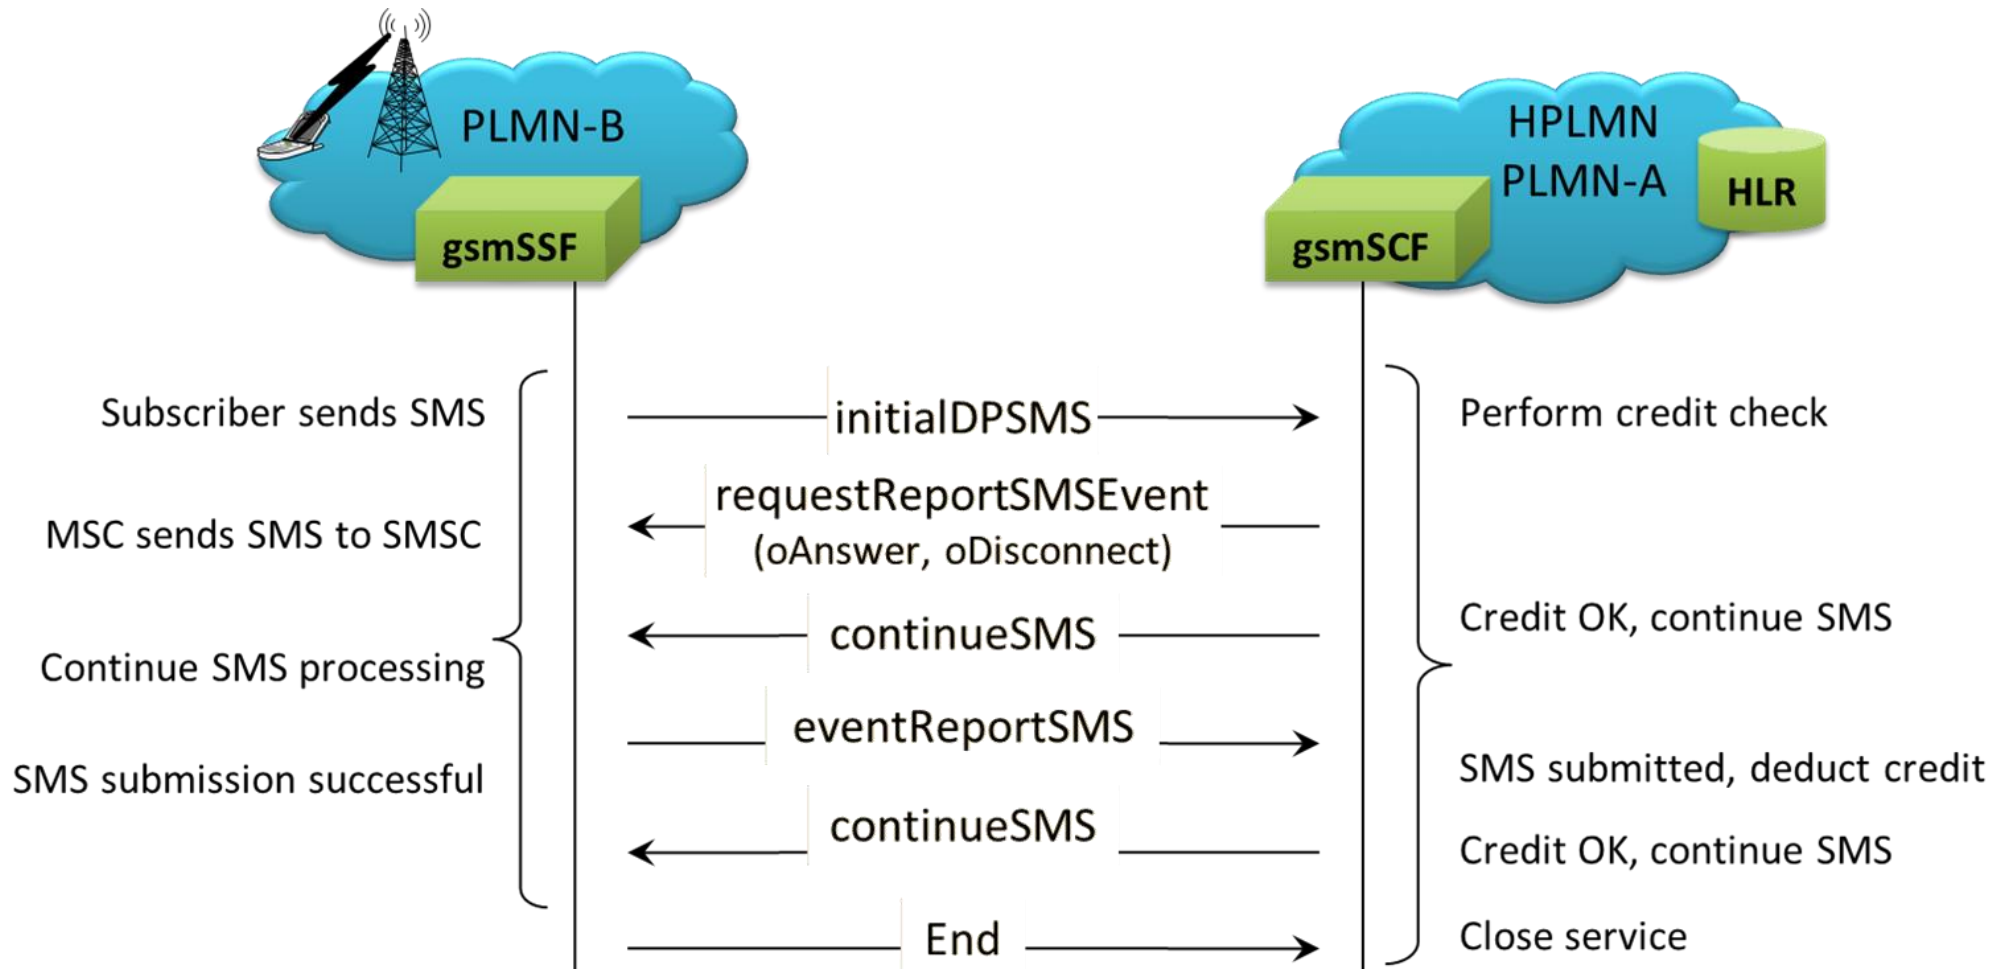 PLMN-B
HPLMN
PLMN-A
HLR
gsmSSF
gsmSCF
Subscriber sends SMS
initialDPSMS
Perform credit check
requestReportSMSEvent
(oAnswer, oDisconnect)
MSC sends SMS to SMSC
continueSMS
Credit OK, continue SMS
Continue SMS processing
eventReportSMS
SMS submission successful
SMS submitted, deduct credit
continueSMS
Credit OK, continue SMS
End
Close service